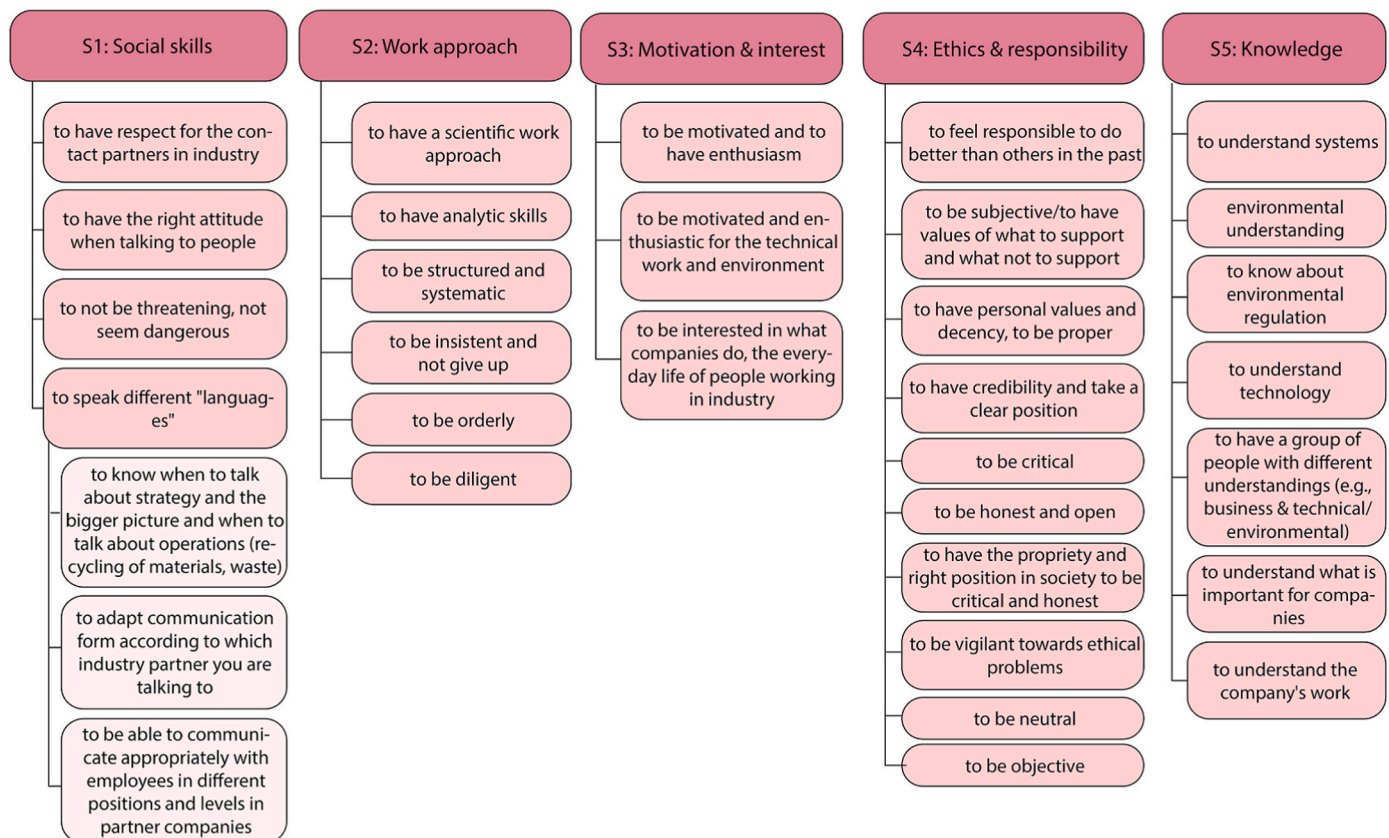 S1: Social skills
to have respect for the con-
tact partners in industry
to have the right attitude
when talking to people
to not be threatening, not
seem dangerous
to speak different "languag-
es"
to know when to talk
about strategy and the
bigger picture and when to
talk about operations (re-
cycling of materials, waste)
to adapt communication
form according to which
industry partner you are
talking to
to be able to communi-
cate appropriately with
employees in different
positions and levels in
partner companies
S2: Work approach
to have a scientific work
approach
to have analytic skills
to be structured and
systematic
to be insistent and
not give up
to be orderly
to be diligent
S3: Motivation & interest
to be motivated and to
have enthusiasm
to be motivated and en-
thusiastic for the technical
work and environment
to be interested in what
companies do, the every-
day life of people working
in industry
S4: Ethics & responsibility
to feel responsible to do
better than others in the past
to be subjective/to have
values of what to support
and what not to support
to have personal values and
decency, to be proper
to have credibility and take a
clear position
to be critical
to be honest and open
to have the propriety and
right position in society to be
critical and honest
to be vigilant towards ethical
problems
to be neutral
to be objective
S5: Knowledge
to understand systems
environmental
understanding
to know about
environmental
regulation
to understand
technology
to have a group of
people with different
understandings (e.g.,
business & technical/
environmental)
to understand what is
important for compa-
nies
to understand the
company's work